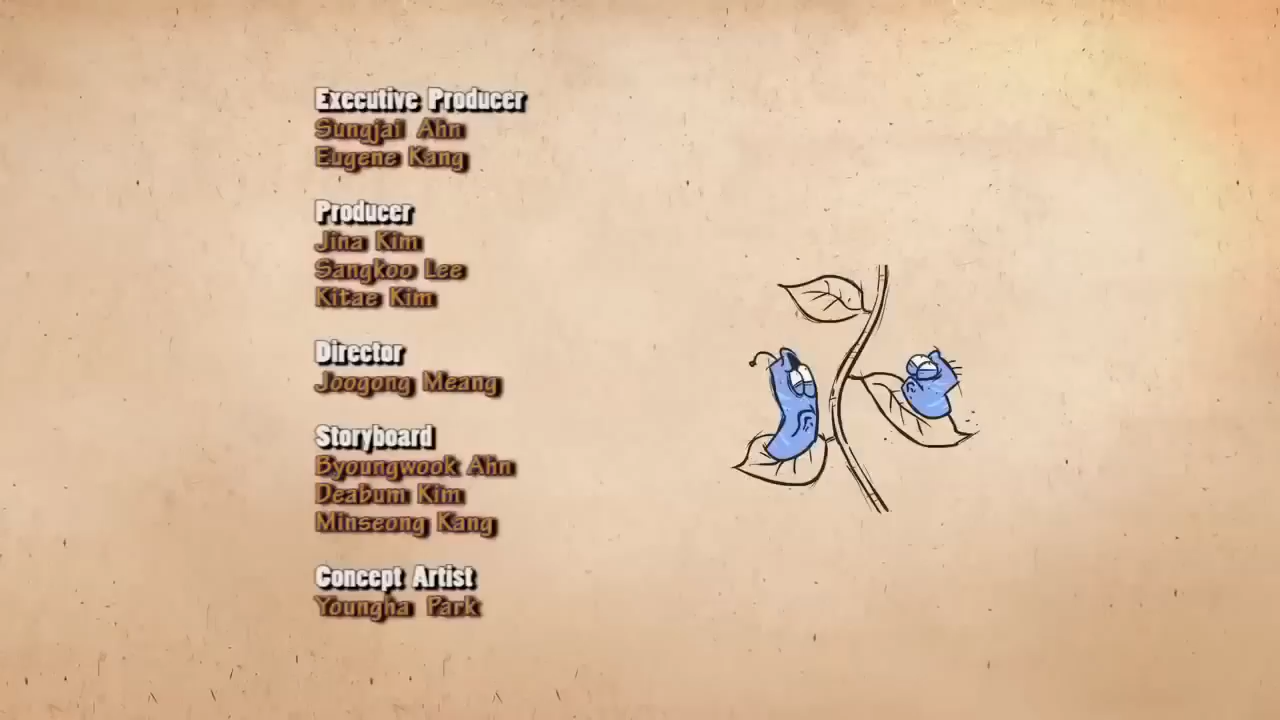 Executive Producer
Sungjai Ahn
Eugene Kang
Producer
Jina Kim
Sangkoo Lee
Kitae Kim
Director
Joogong Meang
Storyboard
Byoungwook Ahn
Deabum Kim
Minseong Kang
Concept Artist
Youngha Park